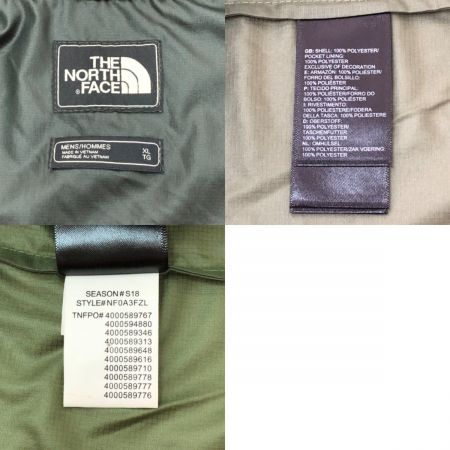 THE
NORTH
FACE
MENS/HOMMES
MADE IN VIETNAM
FABRIQUÉ AU VIETNAM
XL
TG
GB: SHELL: 100% POLYESTER/
POCKET LINING:
100% POLYESTER
EXCLUSIVE OF DECORATION
E: ARMAZÓN: 100% POLIÉSTER/
FORRO DEL BOLSILLO:
100% POLIÉSTER
P: TECIDO PRINCIPAL:
100% POLIÉSTER/FORRO DO
BOLSO: 100% POLIÉSTER
I: RIVESTIMENTO:
100% POLIESTERE/FODERA
DELLA TASCA:
100% POLIESTERE
D: OBERSTOFF:
100% POLYESTER/
TASCHENFUTTER:
100% POLYESTER
NL: OMHULSEL:
100% POLYESTER/ZAK VOERING:
100% POLYESTER
SEASON#S18
STYLE#NF0A3FZL
TNFPO# 4000589767
4000594880
4000589346
4000589313
4000589648
4000589616
4000589710
4000589778
4000589777
4000589776